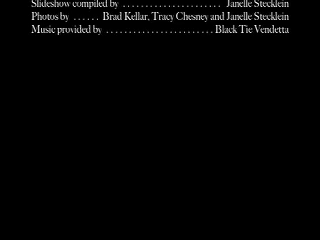 Slideshow compiled by . . . . . . . . . . . . . . . . . . . . . . Janelle Stecklein
Photos by . . . . . . Brad Kellar, Tracy Chesney and Janelle Stecklein
Music provided by . . . . . . . . . . . . . . . . . . . . . . . . Black Tie Vendetta